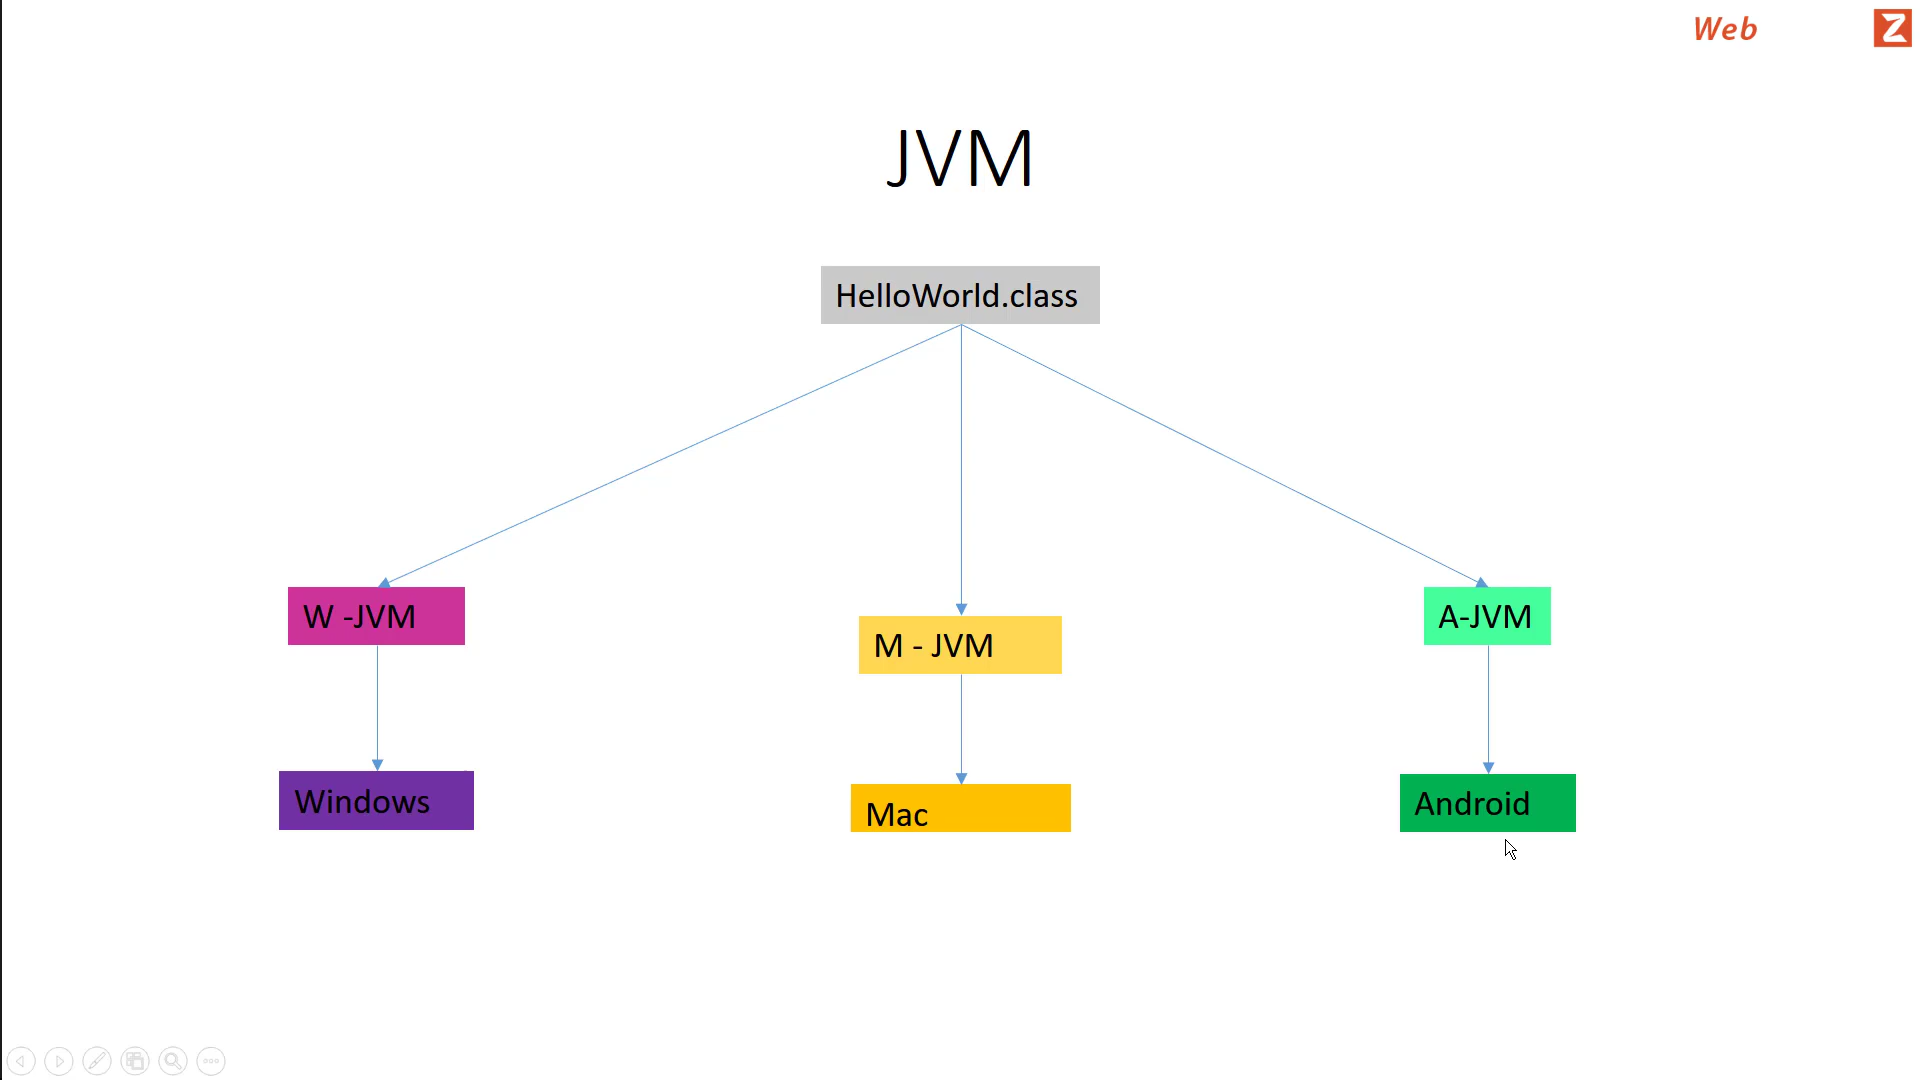 Web
Z
JVM
HelloWorld.class
W -JVM
M - JVM
A-JVM
Windows
Mac
Android